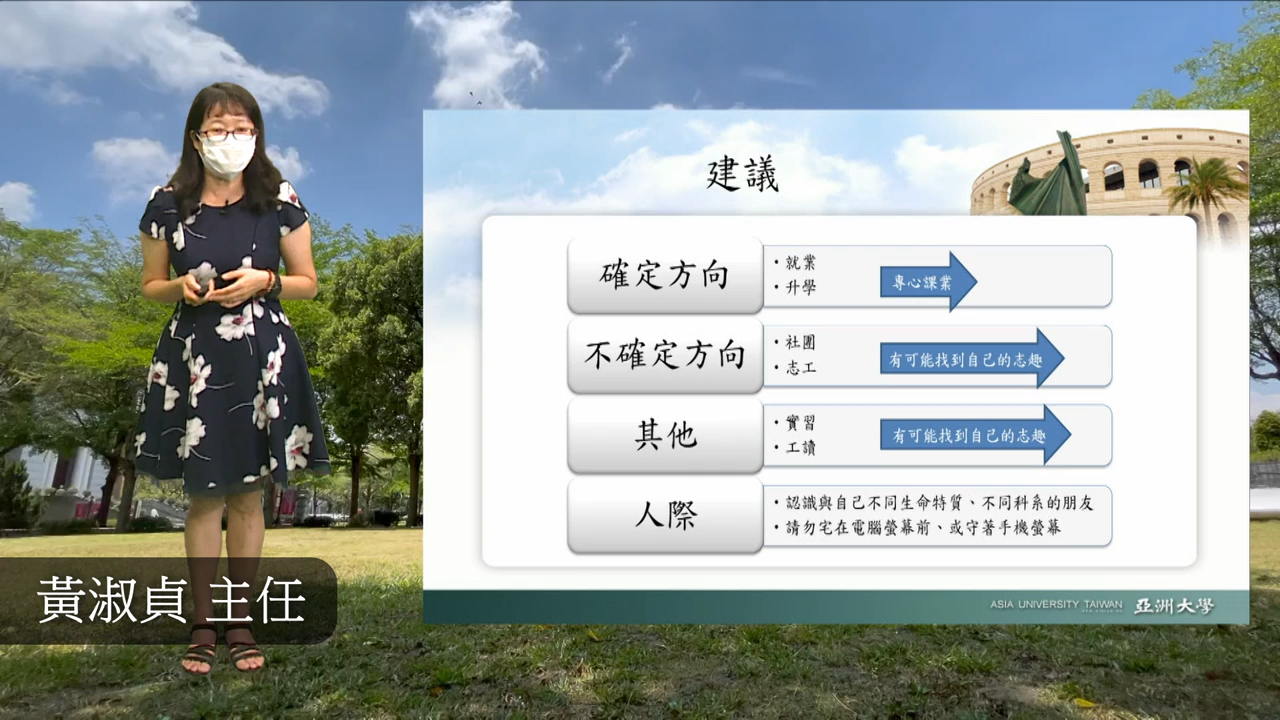 建議
確定方向
・就業
・升學
專心課業
不確定方向
・社團
・志工
有可能找到自己的志趣
其他
・實習
・工讀
有可能找到自己的志趣
人際
・認識與自己不同生命特質、不同科系的朋友
・請勿宅在電腦螢幕前、或守著手機螢幕
ASIA UNIVERSITY TAIWAN 亞洲大學
黃淑貞 主任